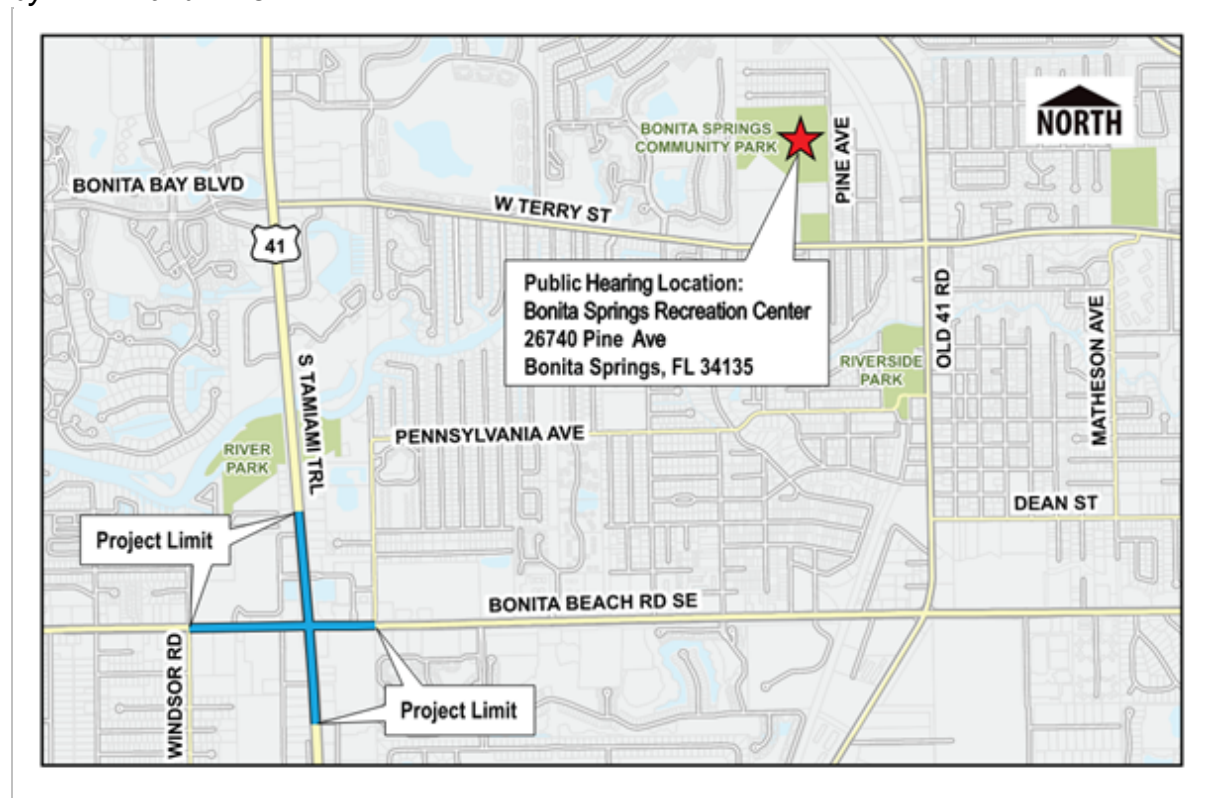 BONITA SPRINGS
COMMUNITY PARK
PINE AVE
NORTH
BONITA BAY BLVD
W TERRY ST
41
Public Hearing Location:
Bonita Springs Recreation Center
26740 Pine Ave
Bonita Springs, FL 34135
OLD 41 RD
MATHESON AVE
RIVERSIDE
PARK
S TAMIAMI TRL
PENNSYLVANIA AVE
RIVER
PARK
DEAN ST
Project Limit
BONITA BEACH RD SE
WINDSOR RD
Project Limit